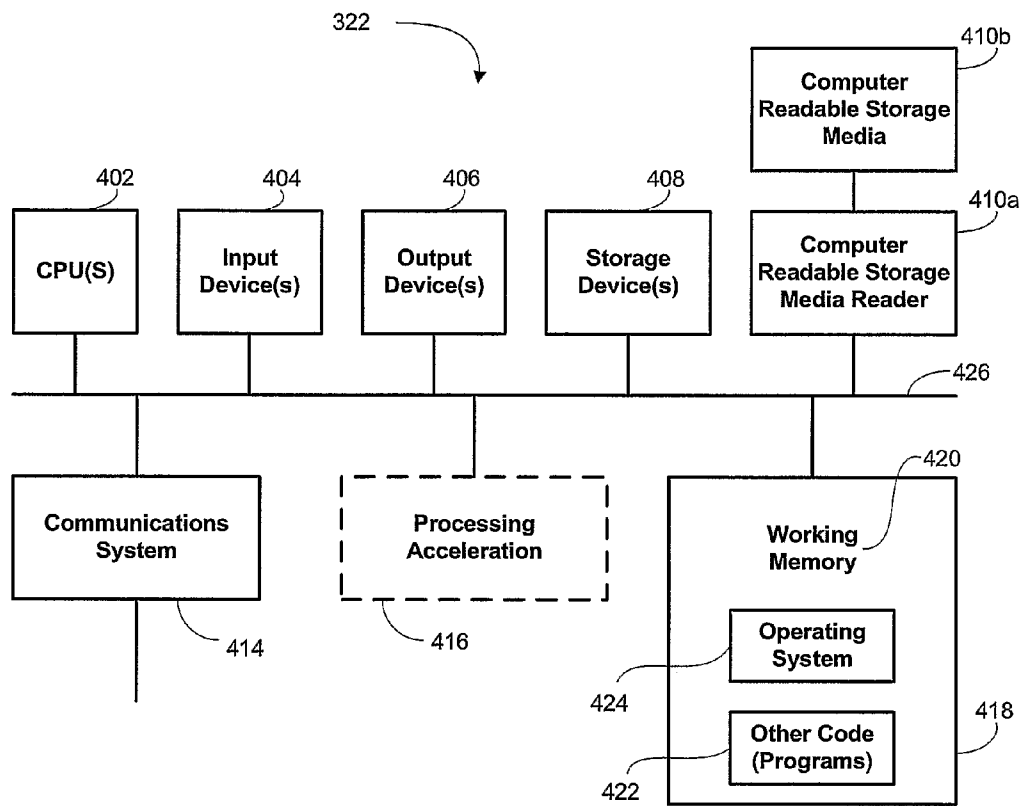 322
410b
Computer
Readable Storage
Media
402
404
406
408
410a
CPU(S)
Input
Device(s)
Output
Device(s)
Storage
Device(s)
Computer
Readable Storage
Media Reader
426
420
Communications
System
Processing
Acceleration
Working
Memory
414
416
Operating
System
424
418
Other Code
(Programs)
422